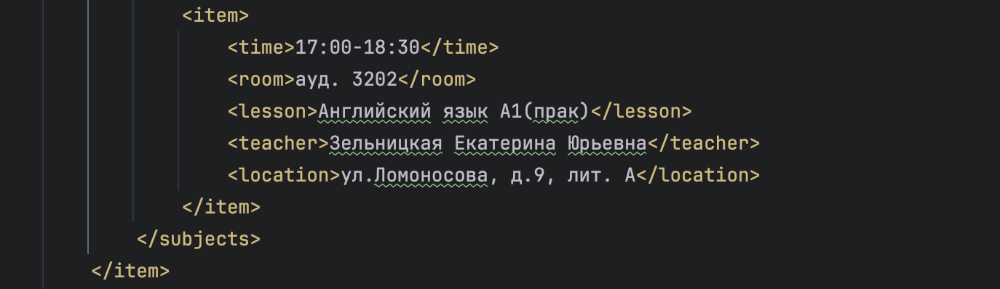 <item>
<time>17:00-18:30</time>
<room>ауд. 3202</room>
<lesson>Английский язык А1(прак)</lesson>
<teacher>Зельницкая Екатерина Юрьевна</teacher>
<location>ул.Ломоносова, д.9, лит. А</location>
</item>
</subjects>
</item>